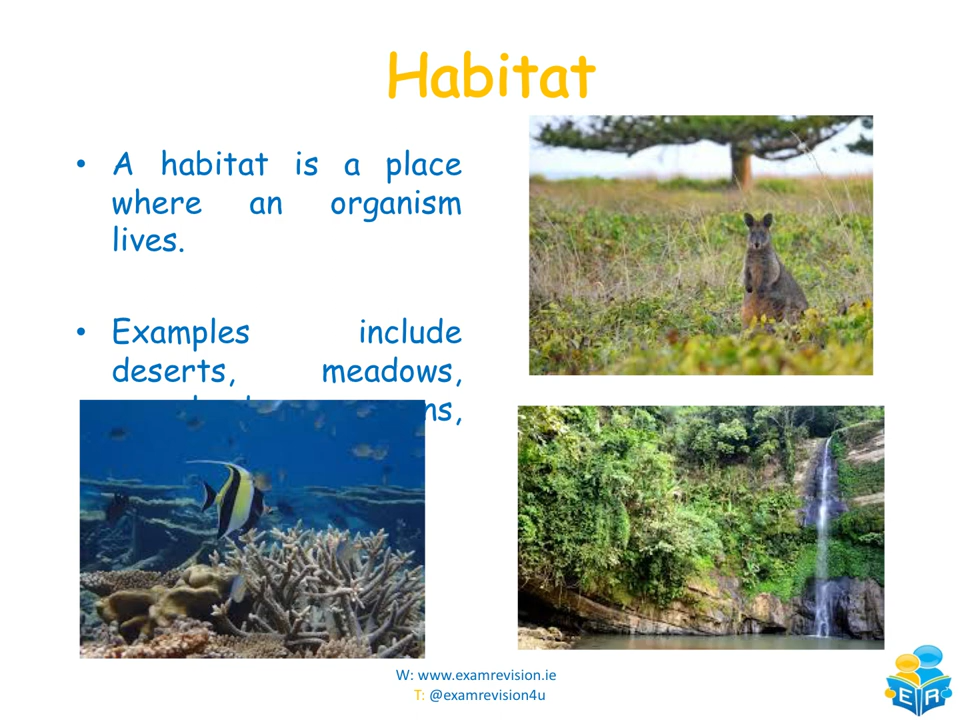 Habitat
• A habitat is a place
where an organism
lives.
• Examples include
deserts, meadows,
W: www.examrevision.ie
T: @examrevision4u
E R